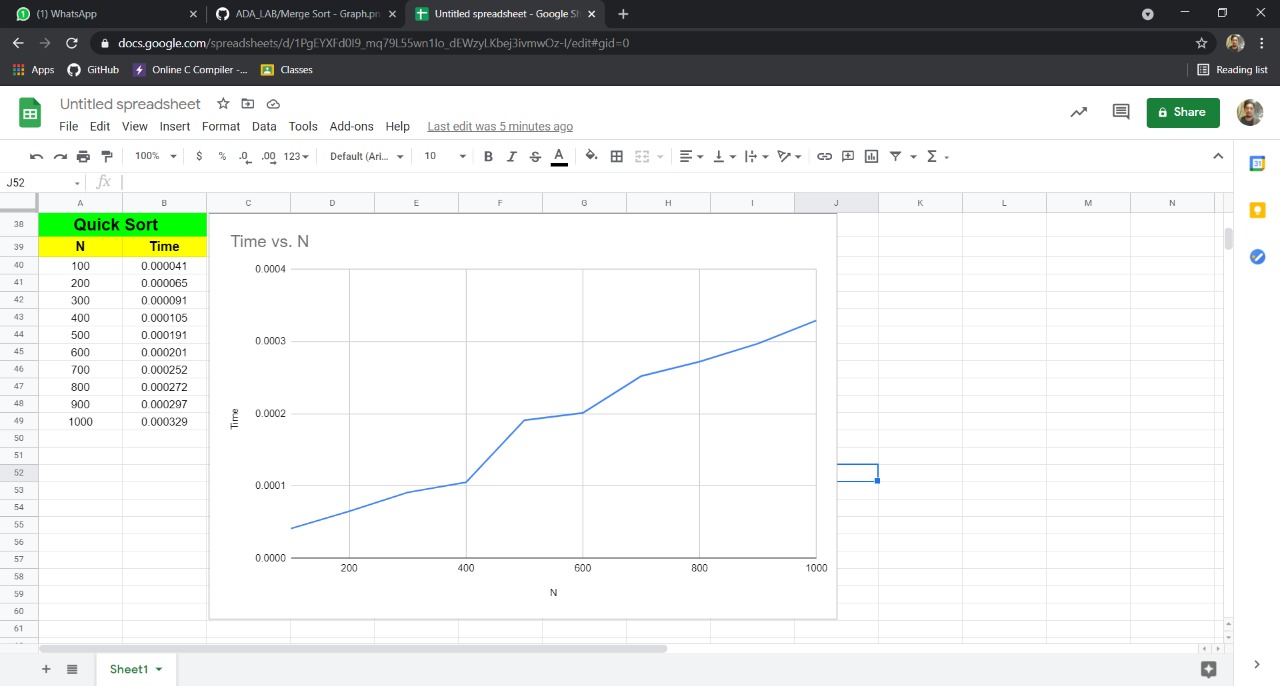 (1) WhatsApp
ADA_LAB/Merge Sort - Graph.pn
Untitled spreadsheet - Google Sh
docs.google.com/spreadsheets/d/
Apps GitHub Online C Compiler -... Classes Reading list
Untitled spreadsheet
File Edit View Insert Format Data Tools Add-ons Help Last edit was 5 minutes ago
Share
100% $ % .0 .00 123 Default (Ari... 10 B I S A Σ
J52 fx
A B C D E F G H I J K L M N
38 Quick Sort
39 N Time
40 100 0.000041
41 200 0.000065
42 300 0.000091
43 400 0.000105
44 500 0.000191
45 600 0.000201
46 700 0.000252
47 800 0.000272
48 900 0.000297
49 1000 0.000329
50
51
52
53
54
55
56
57
58
59
60
61
Time vs. N
0.0004
0.0003
0.0002
0.0001
0.0000
Time
200 400 600 800 1000
N
31
Sheet1